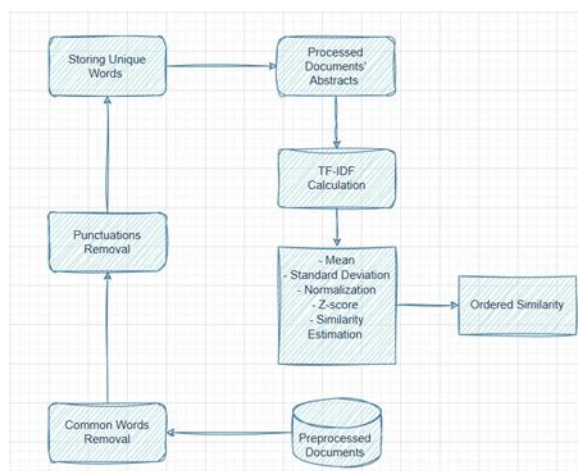 Storing Unique
Words
Processed
Documents'
Abstracts
TF-IDF
Calculation
Punctuations
Removal
- Mean
- Standard Deviation
- Normalization
- Z-score
- Similarity
Estimation
Ordered Similarity
Common Words
Removal
Preprocessed
Documents